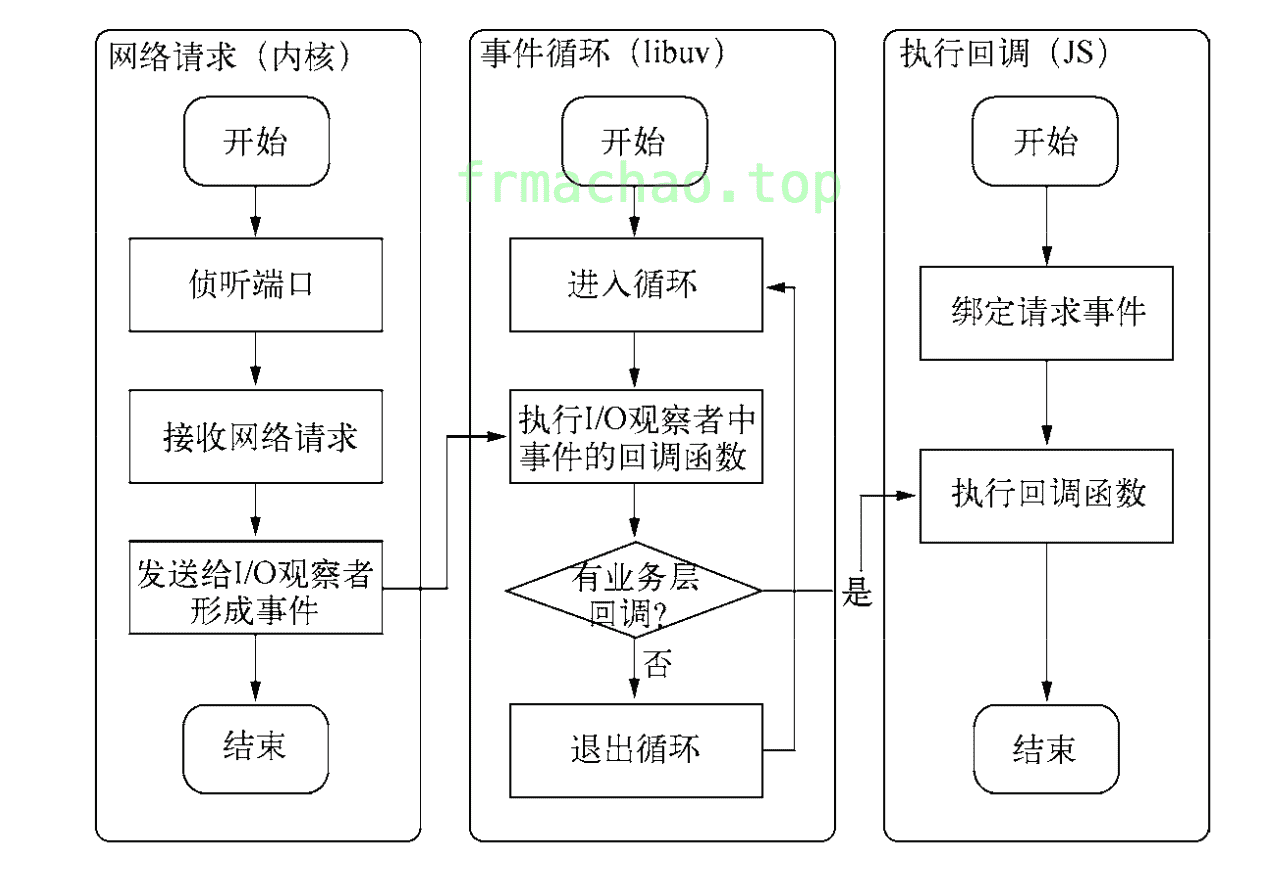 网络请求（内核）
开始
侦听端口
接收网络请求
发送给I/O观察者
形成事件
结束
事件循环（libuv）
开始
frmachao.top
进入循环
执行I/O观察者中
事件的回调函数
有业务层
回调?
是
否
退出循环
执行回调（JS）
开始
绑定请求事件
执行回调函数
结束